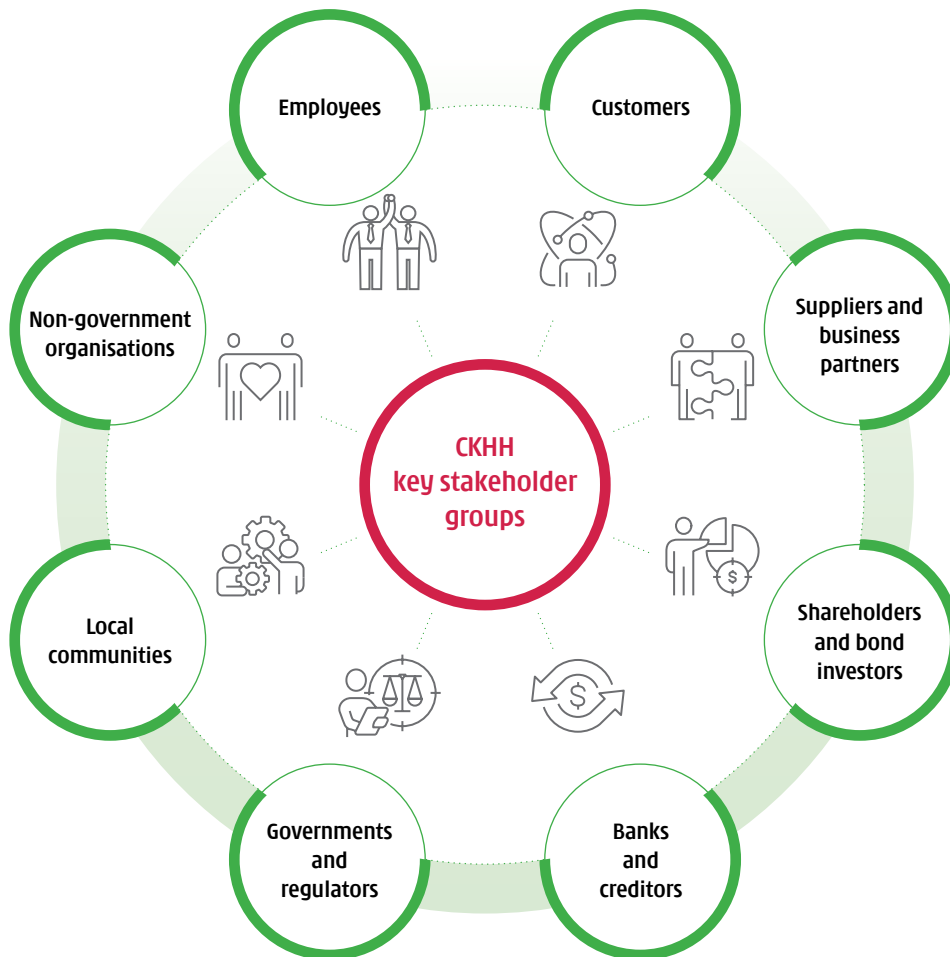 Employees
Customers
Non-government
organisations
Suppliers and
business
partners
CKHH
key stakeholder
groups
$
Local
communities
Shareholders
and bond
investors
$
Governments
and
regulators
Banks
and
creditors